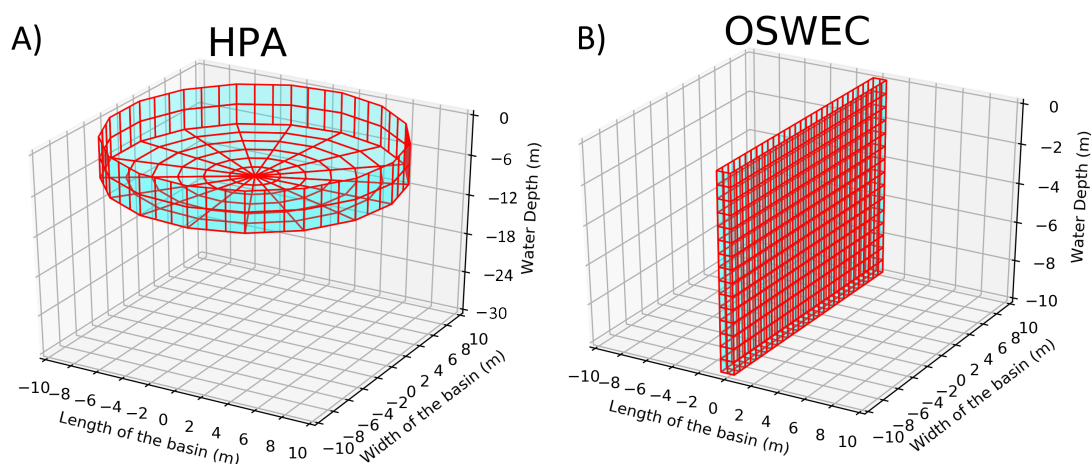 A)
HPA
0
−6
−12
−18
−24
−30
Water Depth (m)
−10 −8 −6 −4 −2 0 2 4 6 8 10
Length of the basin (m)
−10 −8 −6 −4 −2 0 2 4 6 8 10
Width of the basin (m)
B)
OSWEC
0
−2
−4
−6
−8
−10
Water Depth (m)
−10 −8 −6 −4 −2 0 2 4 6 8 10
Length of the basin (m)
−10 −8 −6 −4 −2 0 2 4 6 8 10
Width of the basin (m)